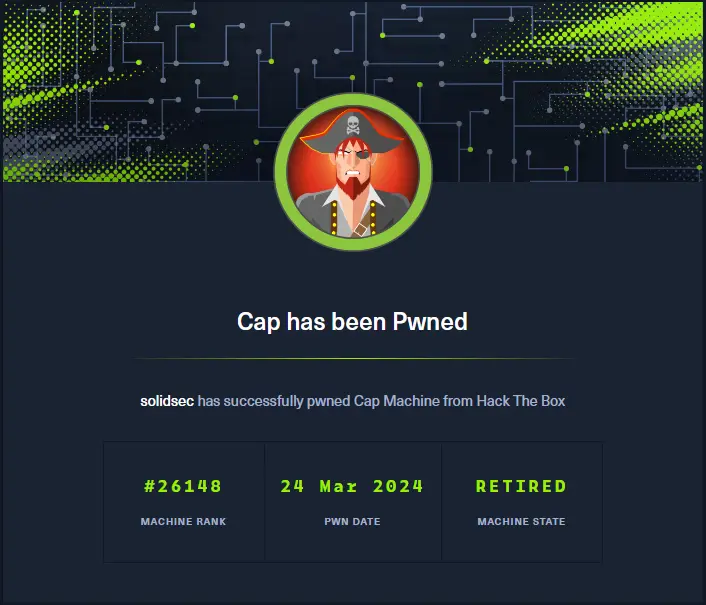 Cap has been Pwned
solidsec has successfully pwned Cap Machine from Hack The Box
#26148 24 Mar 2024 RETIRED
MACHINE RANK PWN DATE MACHINE STATE